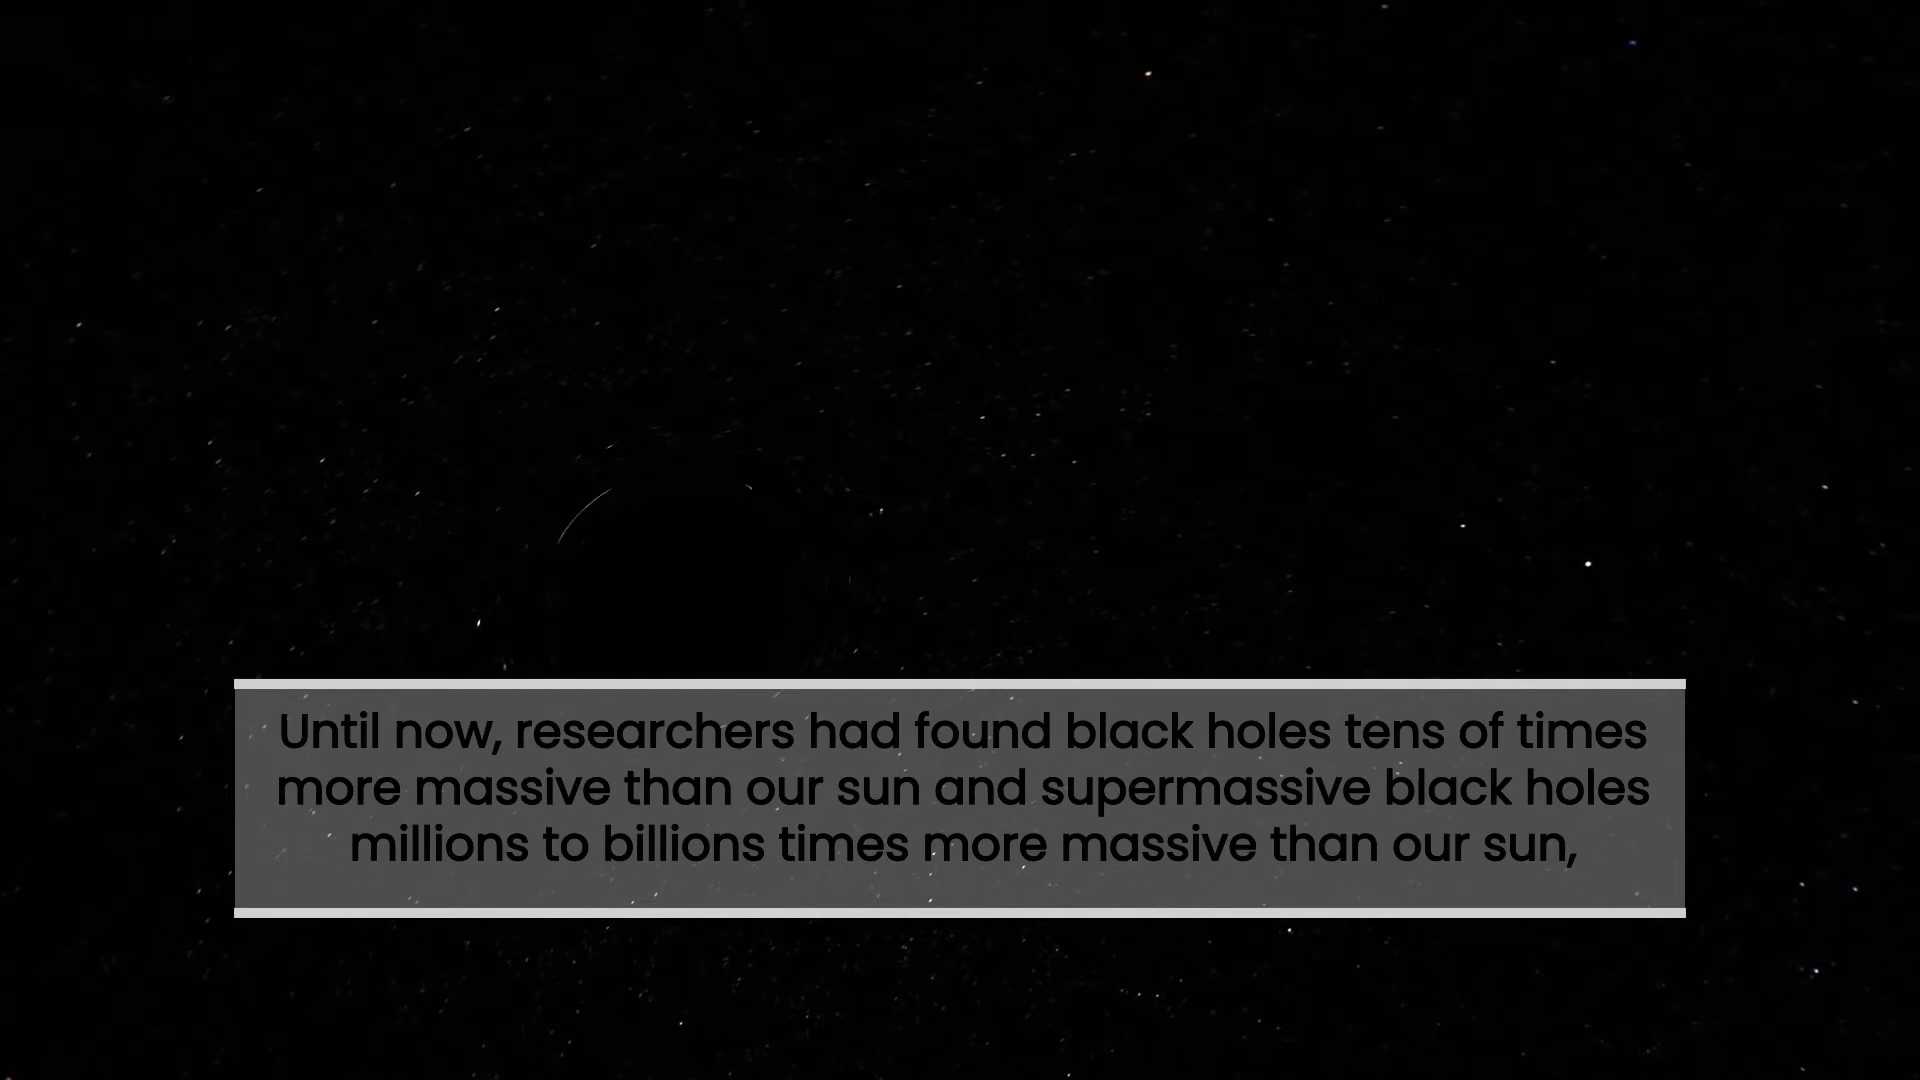 Until now, researchers had found black holes tens of times
more massive than our sun and supermassive black holes
millions to billions times more massive than our sun,